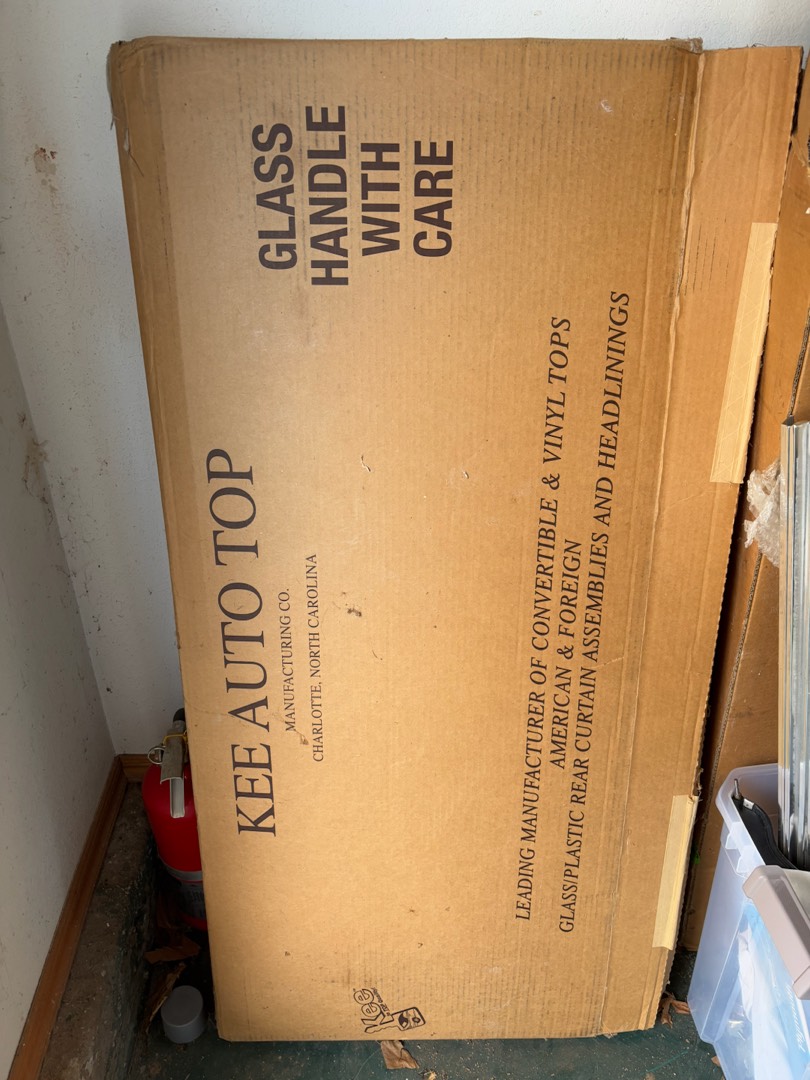 GLASS
HANDLE
WITH
CARE
KEE AUTO TOP
MANUFACTURING CO.
CHARLOTTE, NORTH CAROLINA
LEADING MANUFACTURER OF CONVERTIBLE & VINYL TOPS
AMERICAN & FOREIGN
GLASS/PLASTIC REAR CURTAIN ASSEMBLIES AND HEADLININGS
Kee